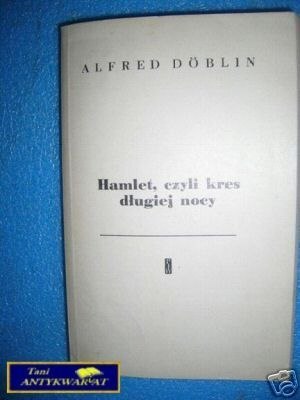 ALFRED DÖBLIN
Hamlet, czyli kres
długiej nocy
Tani
ANTYKWARIAT